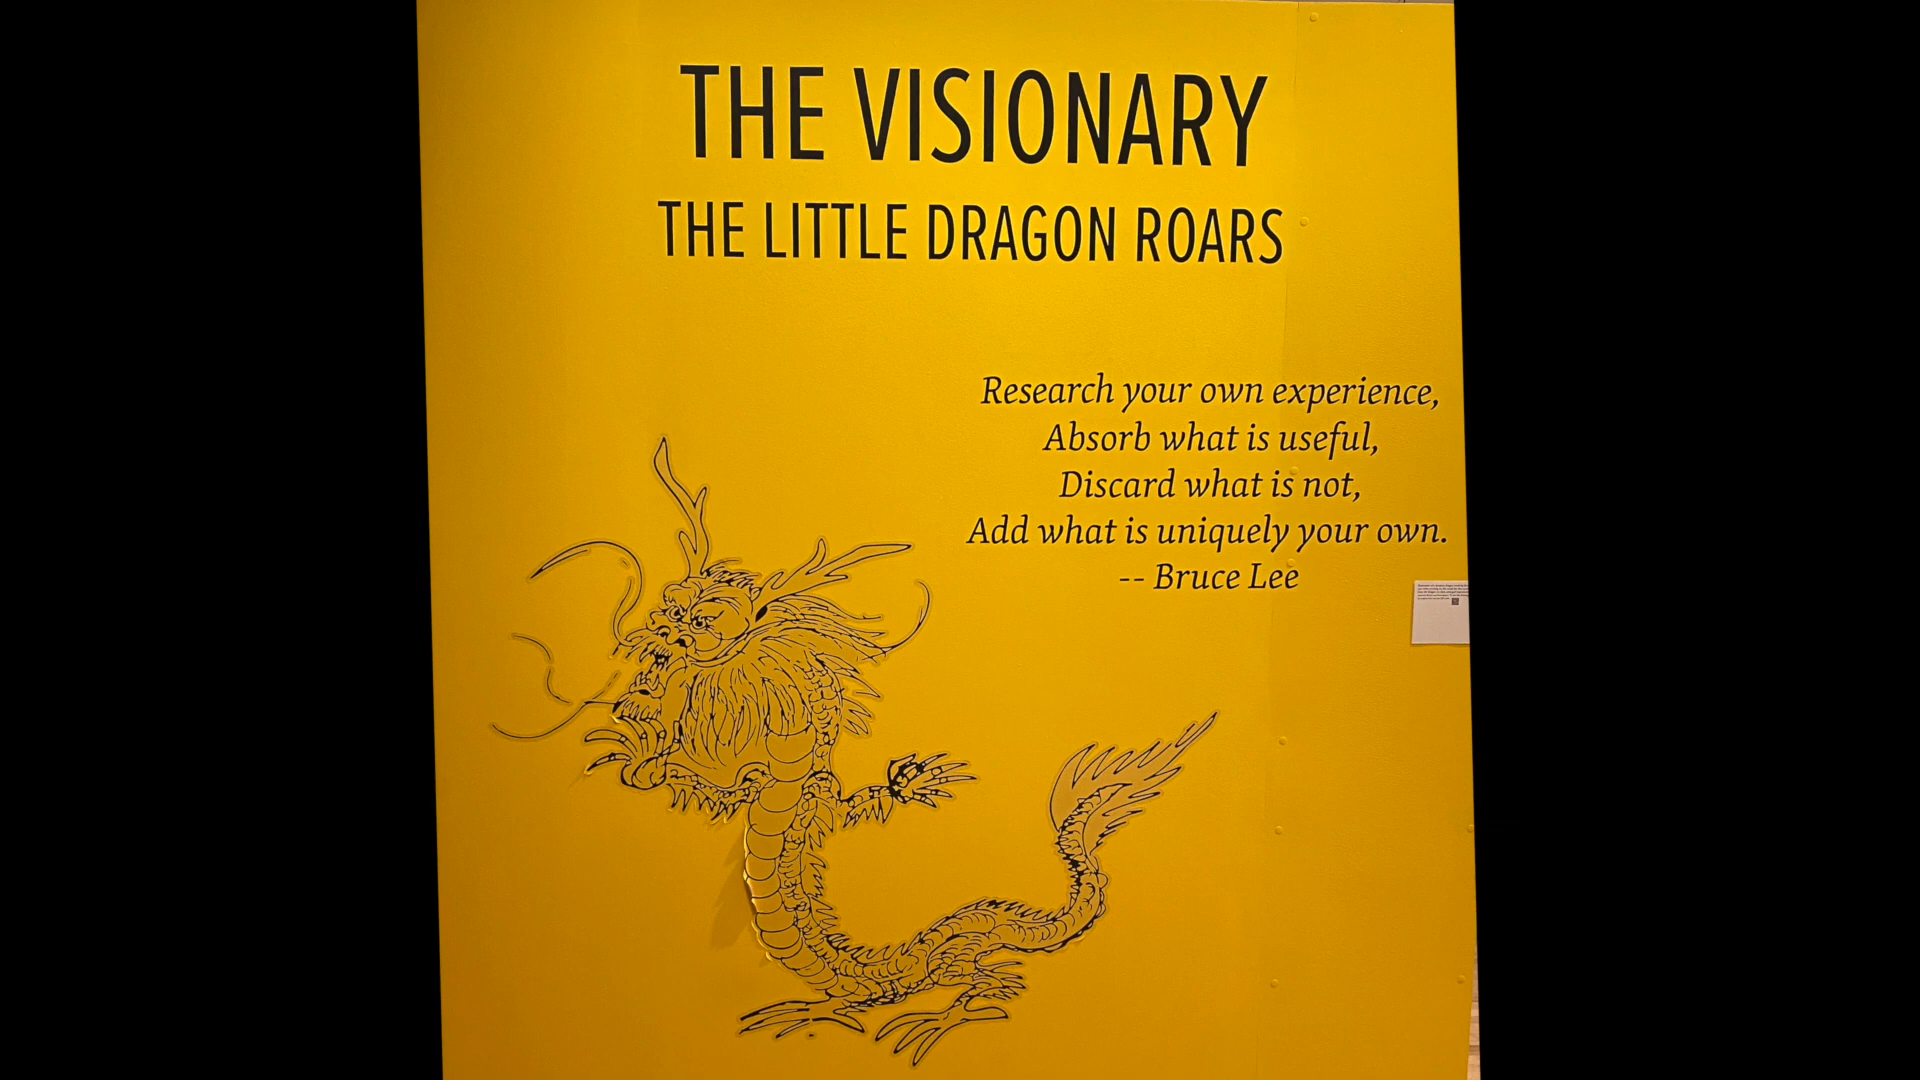 THE VISIONARY
THE LITTLE DRAGON ROARS
Research your own experience,
Absorb what is useful,
Discard what is not,
Add what is uniquely your own.
-- Bruce Lee